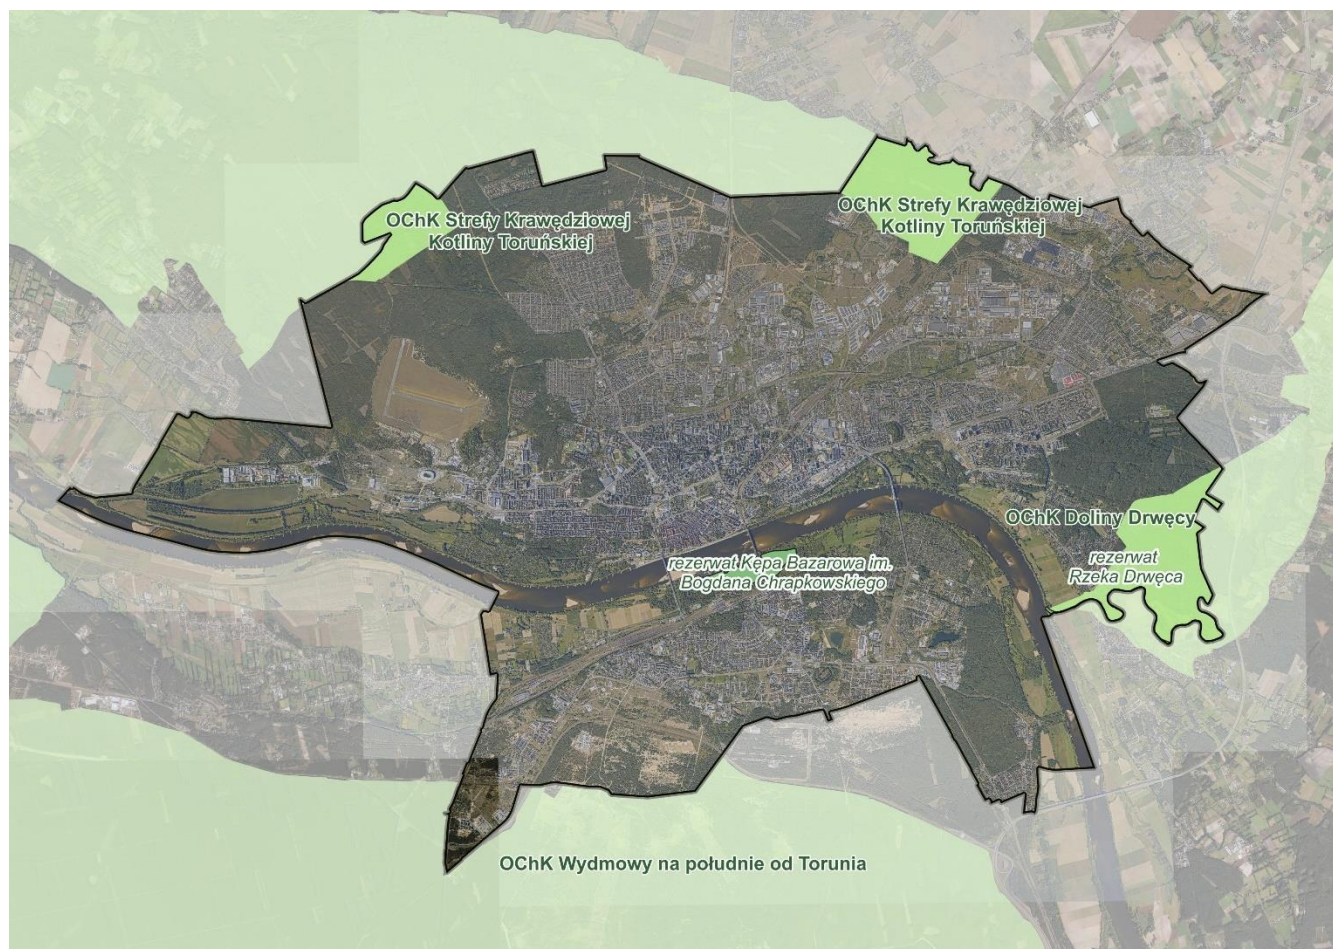 OChK Strefy Krawędziowej
Kotliny Toruńskiej
OChK Strefy Krawędziowej
Kotliny Toruńskiej
OChK Doliny Drwęcy
rezerwat
Rzeka Drwęca
rezerwat Kępa Bazarowa im.
Bogdana Chrapkowskiego
OChK Wydmowy na południe od Torunia